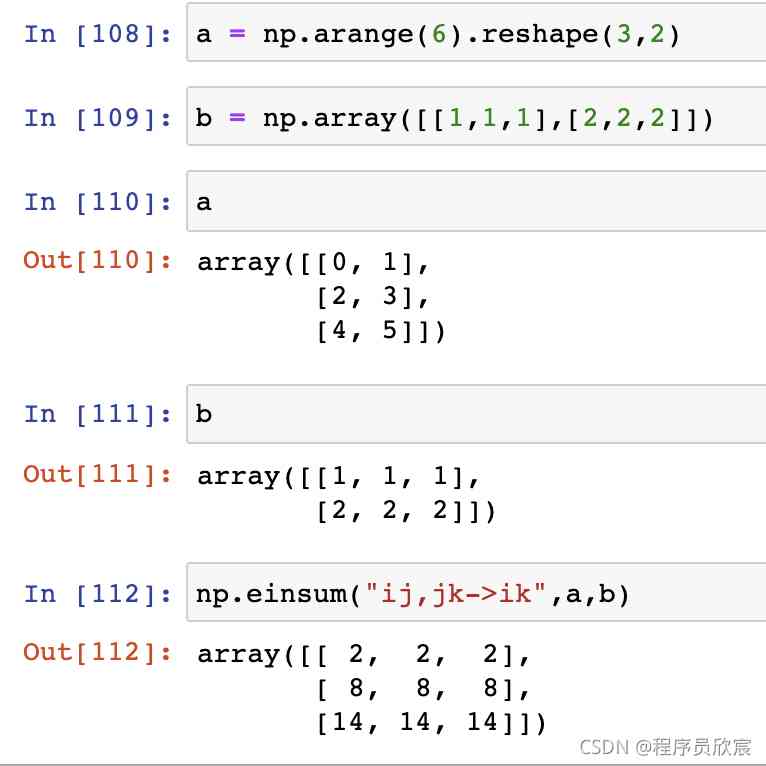 In [108]: a = np.arange(6).reshape(3,2)
In [109]: b = np.array([[1,1,1],[2,2,2]])
In [110]: a
Out[110]: array([[0, 1],
[2, 3],
[4, 5]])
In [111]: b
Out[111]: array([[1, 1, 1],
[2, 2, 2]])
In [112]: np.einsum("ij,jk->ik",a,b)
Out[112]: array([[ 2,  2,  2],
[ 8,  8,  8],
[14, 14, 14]])
CSDN @程序员欣宸